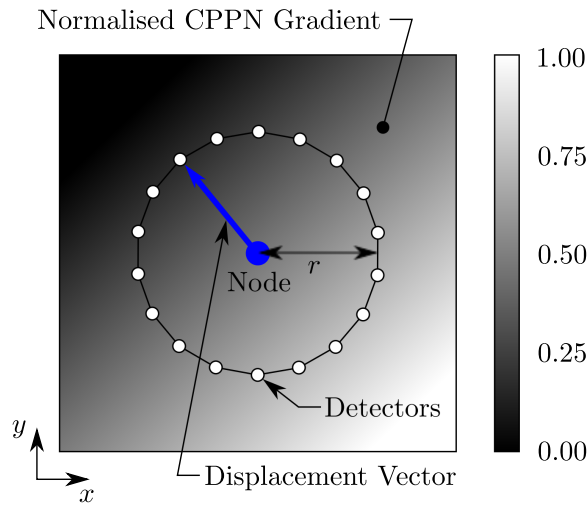 Normalised CPPN Gradient
1.00
0.75
0.50
0.25
0.00
r
Node
Detectors
Displacement Vector
y
x